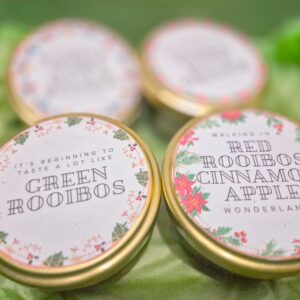 IT'S BEGINNING TO
TASTE A LOT LIKE
GREEN
ROOIBOS
WALKING IN
RED
ROOIBOS
CINNAMON
APPLE
WONDERLAND